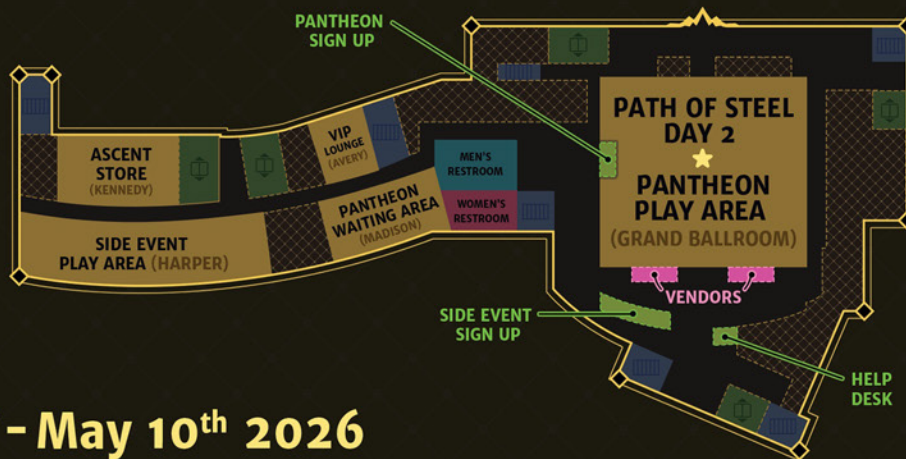 PANTHEON
SIGN UP
PATH OF STEEL
DAY 2
PANTHEON
PLAY AREA
(GRAND BALLROOM)
VIP
LOUNGE
(AVERY)
ASCENT
STORE
(KENNEDY)
MEN'S
RESTROOM
PANTHEON
WAITING AREA
(MADISON)
WOMEN'S
RESTROOM
SIDE EVENT
PLAY AREA (HARPER)
VENDORS
SIDE EVENT
SIGN UP
HELP
DESK
- May 10th 2026